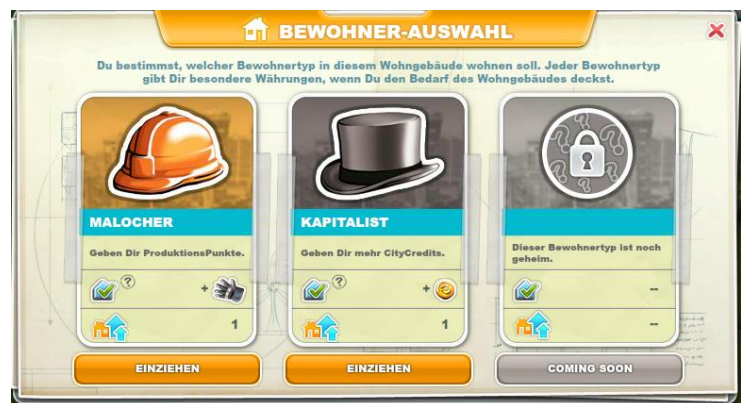 BEWOHNER-AUSWAHL
Du bestimmst, welcher Bewohnertyp in diesem Wohngebäude wohnen soll. Jeder Bewohnertyp
gibt Dir besondere Währungen, wenn Du den Bedarf des Wohngebäudes deckst.
MALOCHER
Geben Dir ProduktionsPunkte.
?
+
1
EINZIEHEN
KAPITALIST
Geben Dir mehr CityCredits.
?
+
1
EINZIEHEN
Dieser Bewohnertyp ist noch
geheim.
--
--
COMING SOON